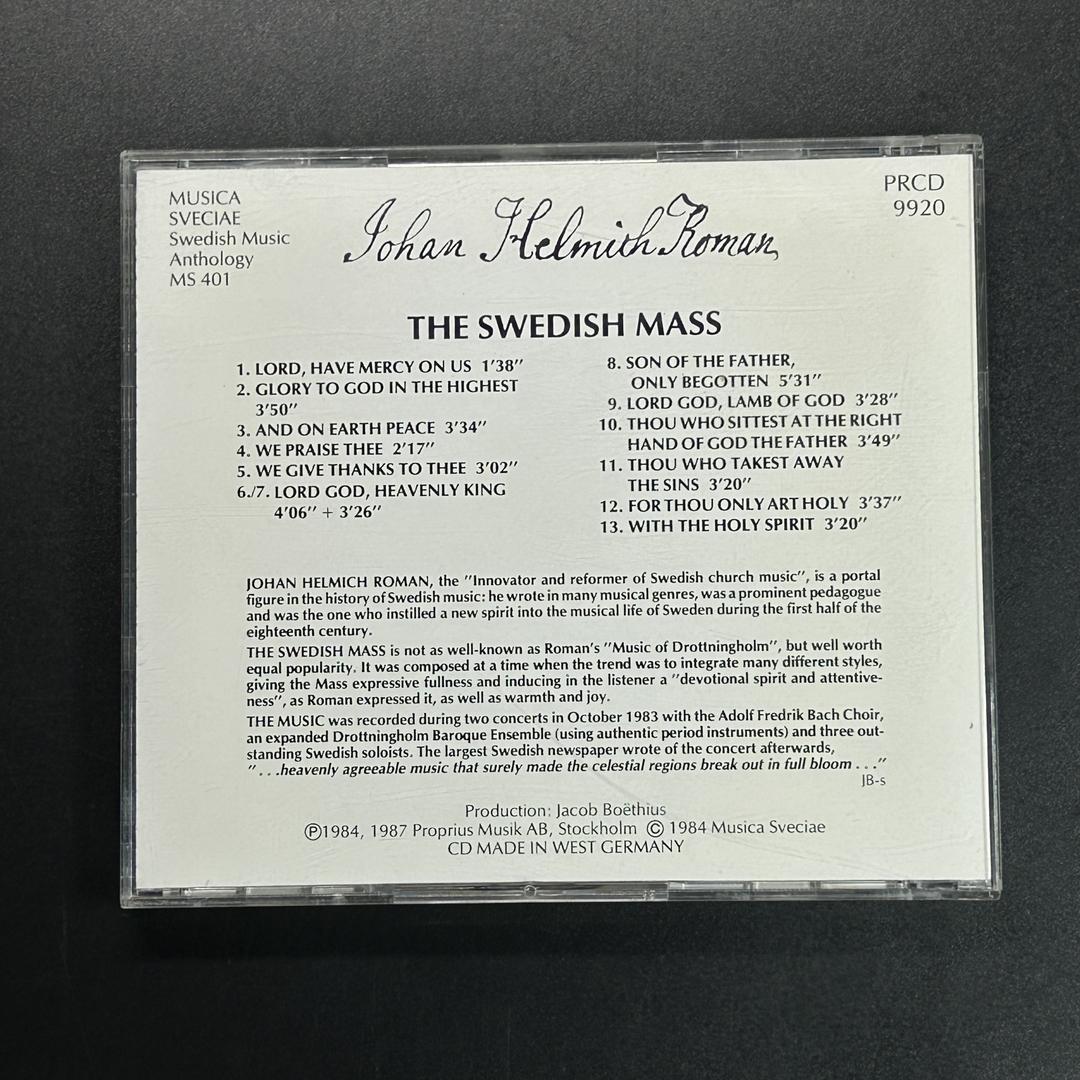 MUSICA
SVECIAE
Swedish Music
Anthology
MS 401
Johan Helmich Roman
PRCD
9920
THE SWEDISH MASS
1. LORD, HAVE MERCY ON US 1'38"
2. GLORY TO GOD IN THE HIGHEST
3'50"
3. AND ON EARTH PEACE 3'34"
4. WE PRAISE THEE 2'17"
5. WE GIVE THANKS TO THEE 3'02"
6./7. LORD GOD, HEAVENLY KING
4'06" + 3'26"
8. SON OF THE FATHER,
ONLY BEGOTTEN 5'31"
9. LORD GOD, LAMB OF GOD 3'28"
10. THOU WHO SITTEST AT THE RIGHT
HAND OF GOD THE FATHER 3'49"
11. THOU WHO TAKEST AWAY
THE SINS 3'20"
12. FOR THOU ONLY ART HOLY 3'37"
13. WITH THE HOLY SPIRIT 3'20"
JOHAN HELMICH ROMAN, the "Innovator and reformer of Swedish church music", is a portal
figure in the history of Swedish music: he wrote in many musical genres, was a prominent pedagogue
and was the one who instilled a new spirit into the musical life of Sweden during the first half of the
eighteenth century.
THE SWEDISH MASS is not as well-known as Roman's "Music of Drottningholm", but well worth
equal popularity. It was composed at a time when the trend was to integrate many different styles,
giving the Mass expressive fullness and inducing in the listener a "devotional spirit and attentive-
ness", as Roman expressed it, as well as warmth and joy.
THE MUSIC was recorded during two concerts in October 1983 with the Adolf Fredrik Bach Choir,
an expanded Drottningholm Baroque Ensemble (using authentic period instruments) and three out-
standing Swedish soloists. The largest Swedish newspaper wrote of the concert afterwards,
". . .heavenly agreeable music that surely made the celestial regions break out in full bloom . . ."
JB-s
Production: Jacob Boëthius
Ⓟ1984, 1987 Proprius Musik AB, Stockholm © 1984 Musica Sveciae
CD MADE IN WEST GERMANY